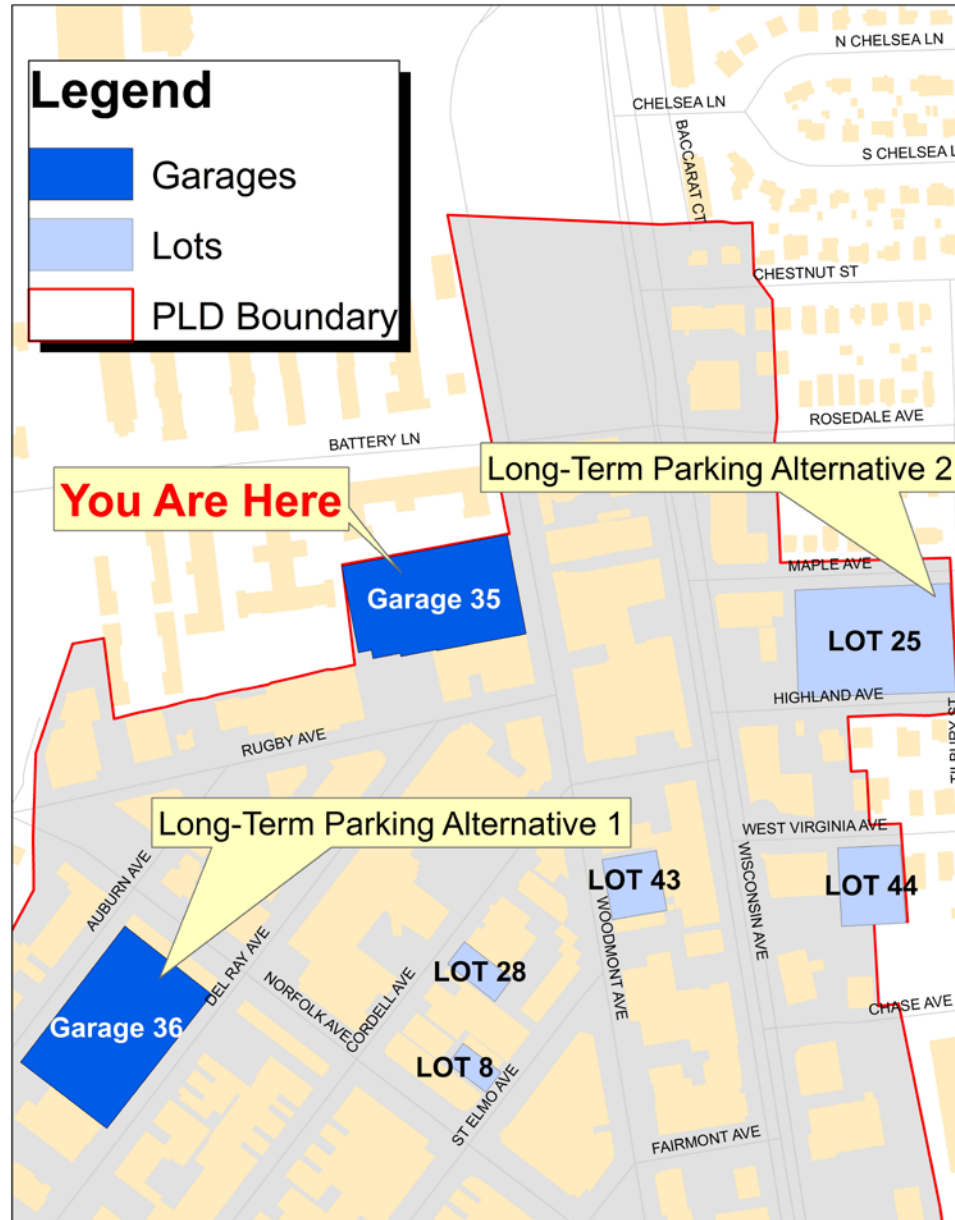 Legend
Garages
Lots
PLD Boundary
N CHELSEA LN
CHELSEA LN
S CHELSEA
BACCARAT CT
CHESTNUT ST
ROSEDALE AVE
BATTERY LN
Long-Term Parking Alternative 2
You Are Here
MAPLE AVE
Garage 35
LOT 25
HIGHLAND AVE
TILBURY ST
RUGBY AVE
Long-Term Parking Alternative 1
WEST VIRGINIA AVE
WISCONSIN AVE
AUBURN AVE
LOT 43
LOT 44
WOODMONT AVE
DEL RAY AVE
LOT 28
NORFOLK AVE
CORDELL AVE
CHASE AVE
Garage 36
LOT 8
ST ELMO AVE
FAIRMONT AVE